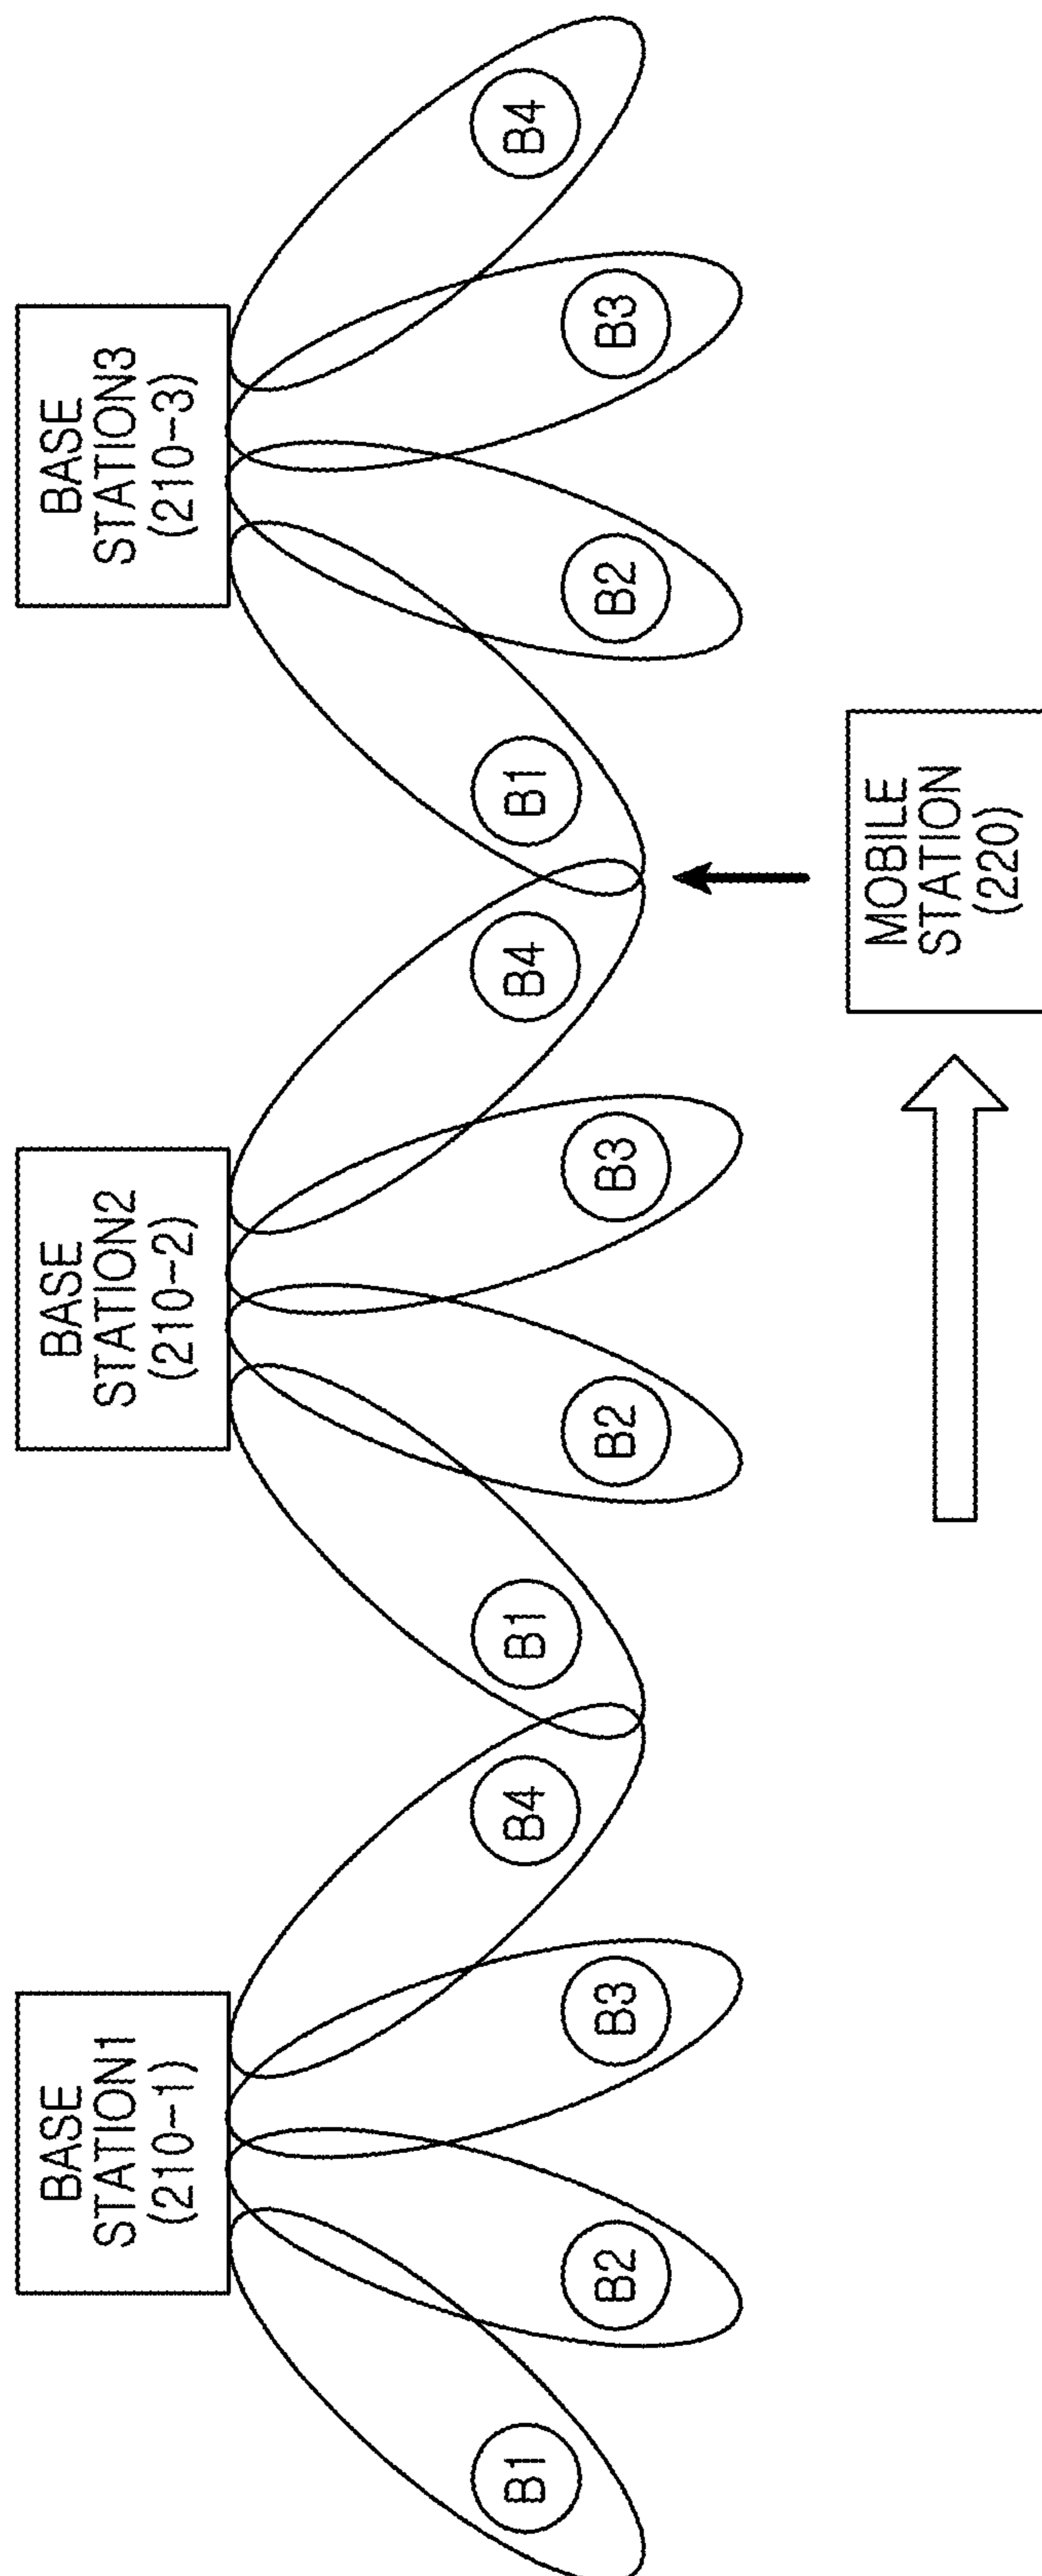 BASE
STATION1
(210-1)
BASE
STATION2
(210-2)
BASE
STATION3
(210-3)
B1
B4
B1
B4
B1
B4
B2
B3
B2
B3
B2
B3
MOBILE
STATION
(220)